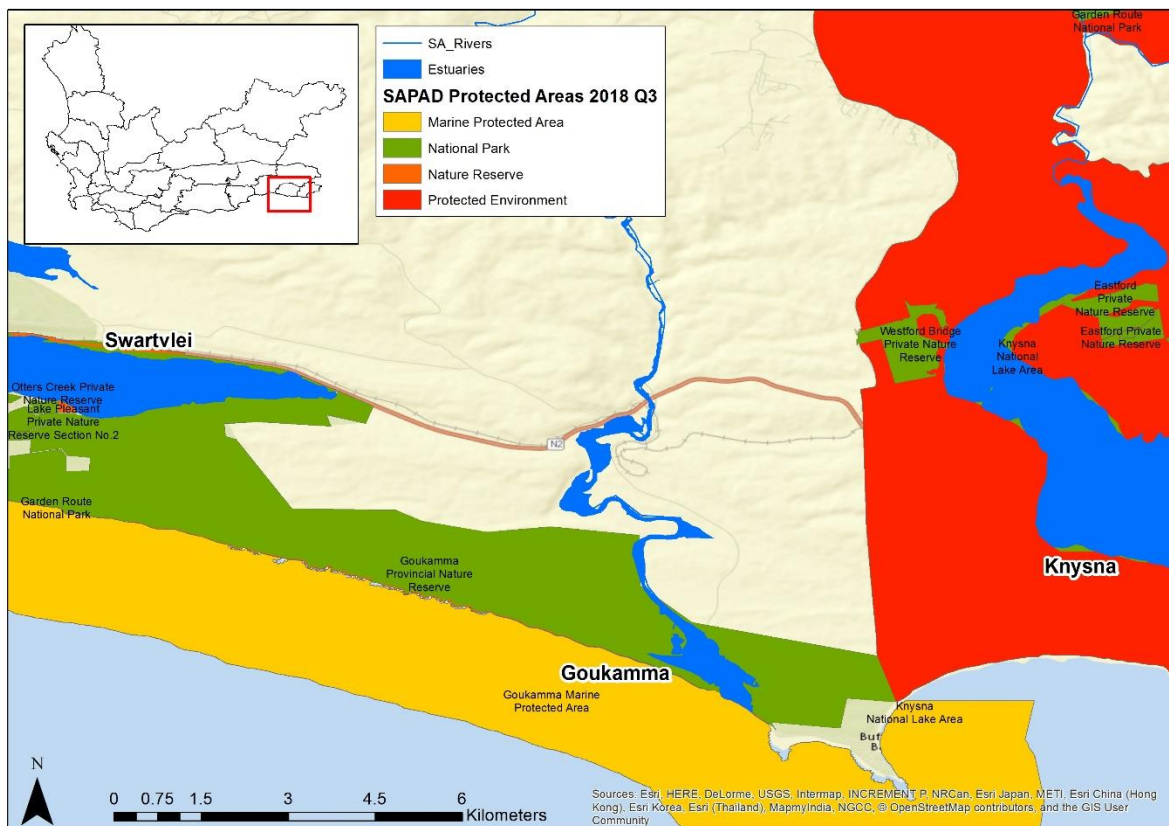 SA_Rivers
Estuaries
SAPAD Protected Areas 2018 Q3
Marine Protected Area
National Park
Nature Reserve
Protected Environment
Garden Route
National Park
Swartvlei
Otters Creek Private
Nature Reserve
Lake Pleasant
Private Nature
Reserve Section No.2
Garden Route
National Park
N2
Westford Bridge
Private Nature
Reserve
Eastford
Private
Nature Reserve
Eastford Private
Nature Reserve
Knysna
National
Lake Area
Goukamma
Provincial Nature
Reserve
Knysna
Goukamma
Goukamma Marine
Protected Area
Knysna
National Lake Area
N
0 0.75 1.5 3 4.5 6
Kilometers
Sources: Esri, HERE, DeLorme, USGS, Intermap, INCREMENT P, NRCan, Esri Japan, METI, Esri China (Hong
Kong), Esri Korea, Esri (Thailand), MapmyIndia, NGCC, © OpenStreetMap contributors, and the GIS User
Community